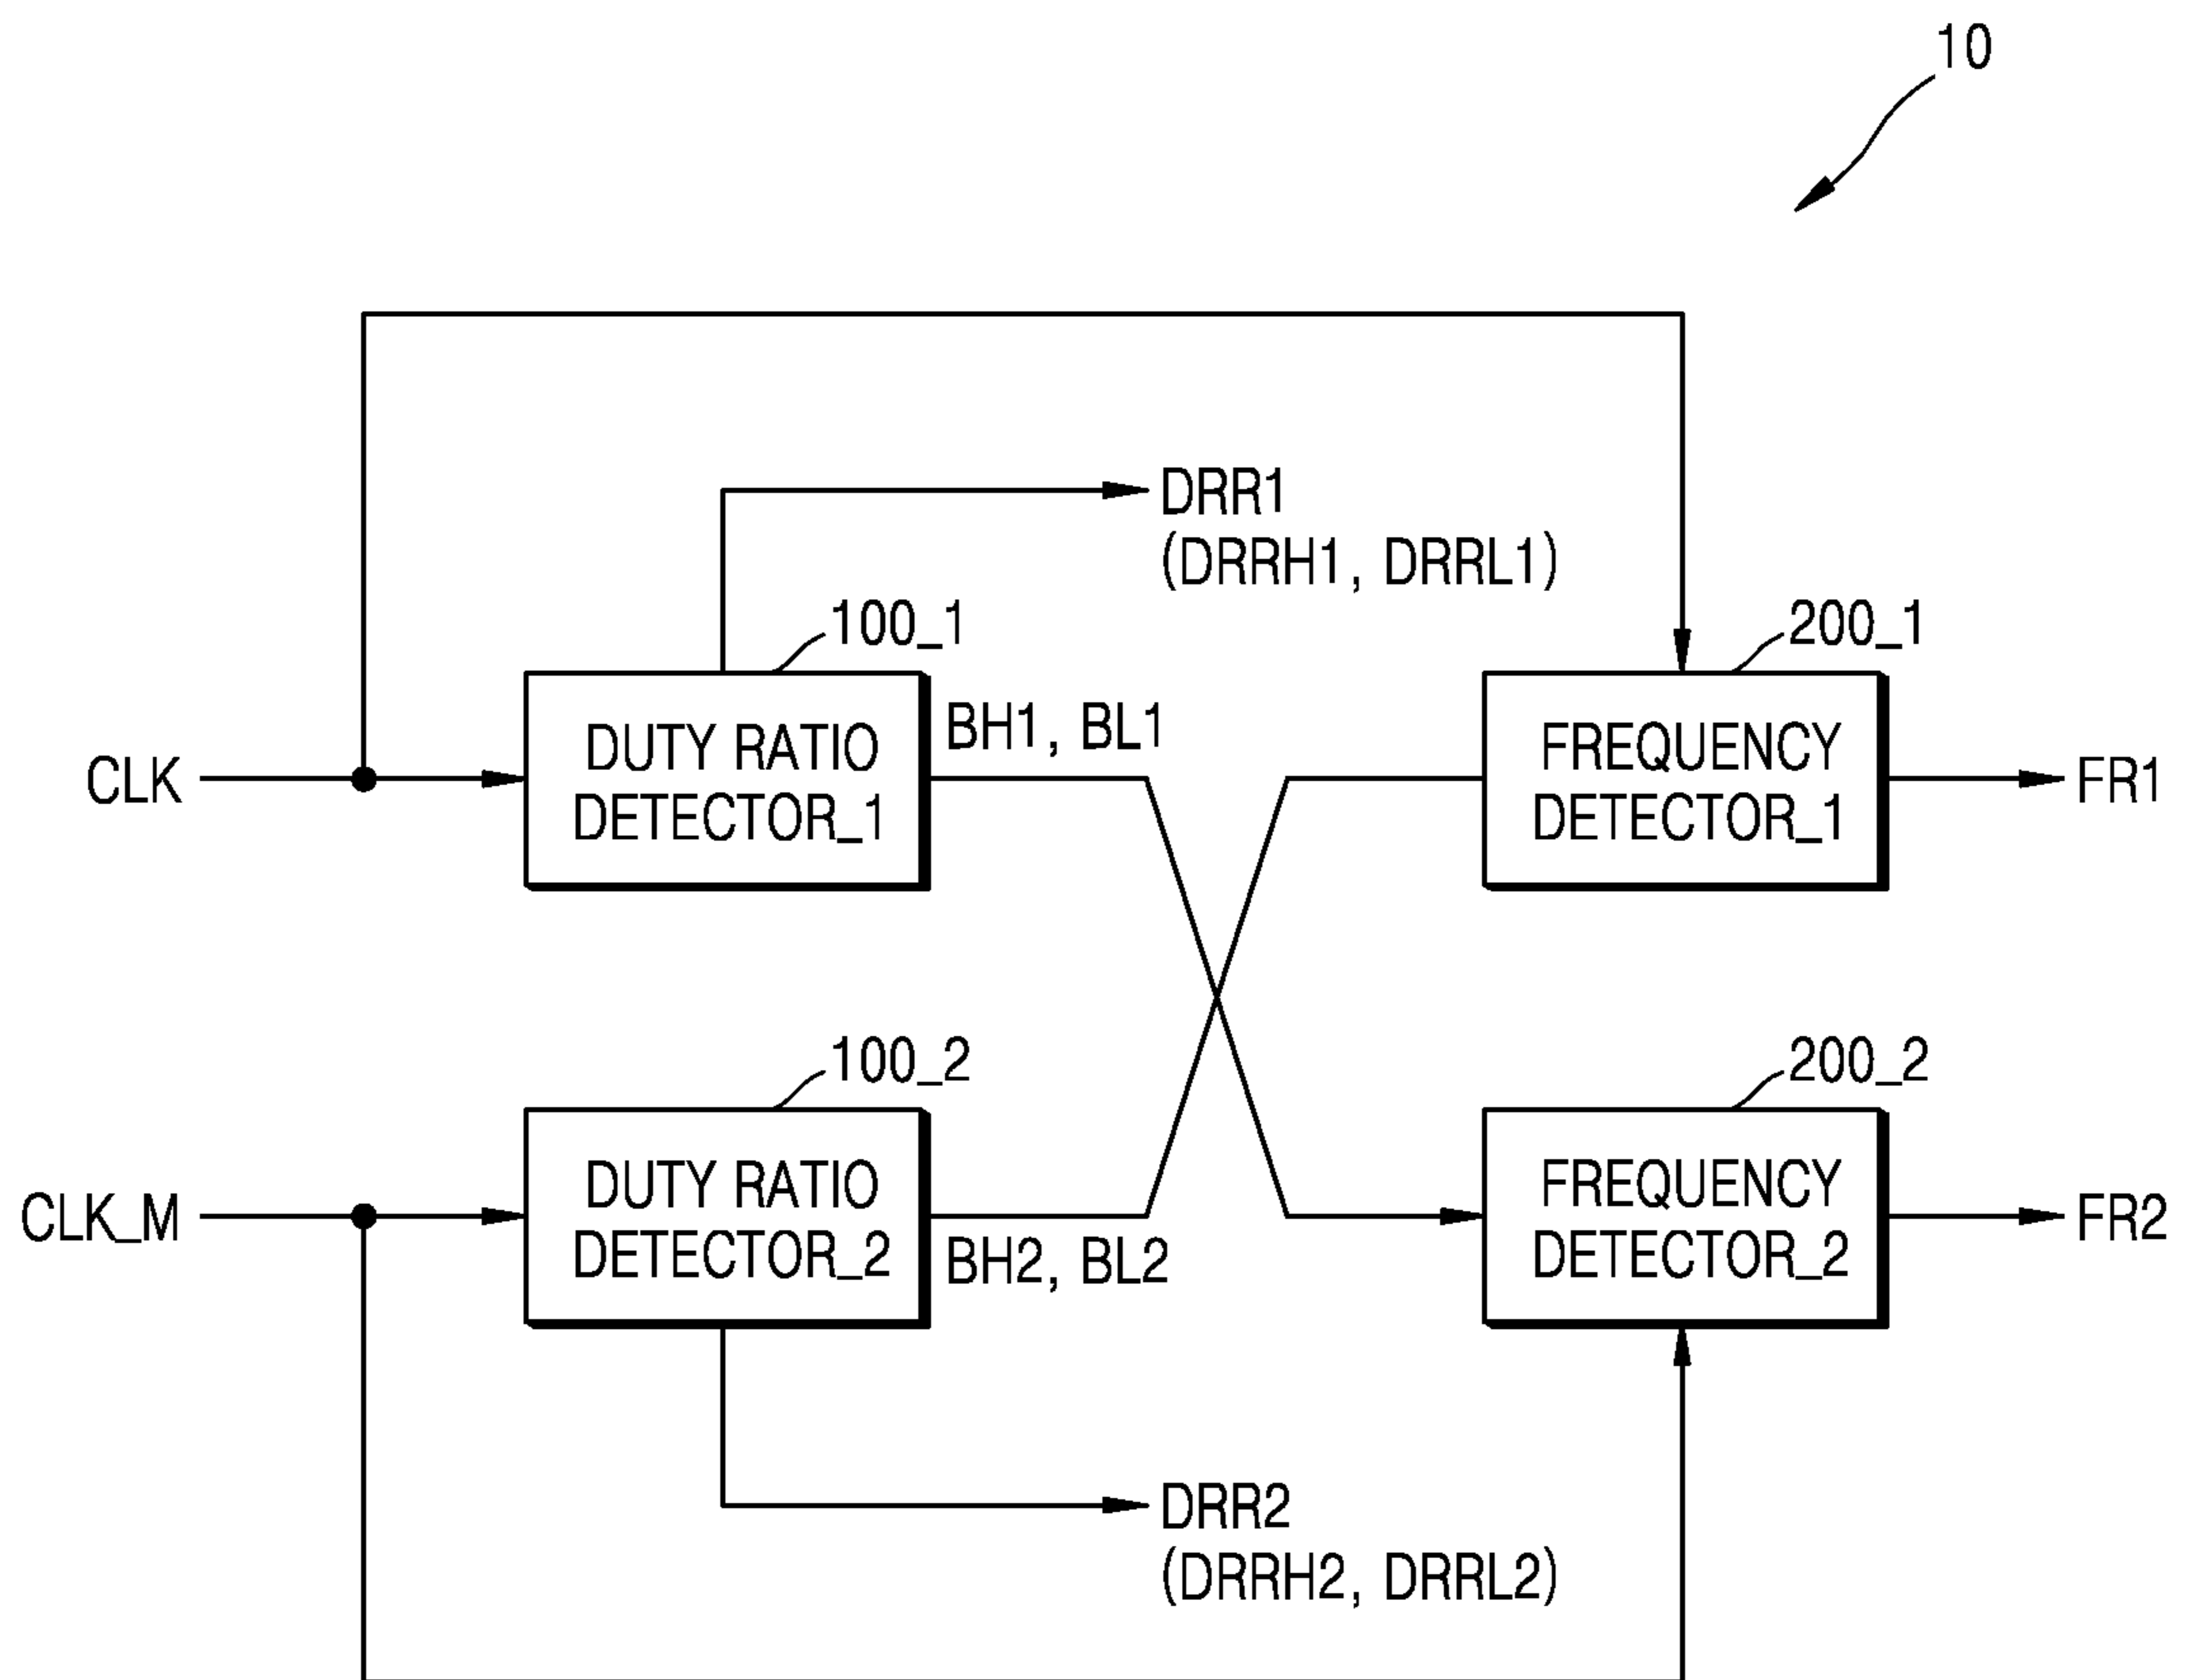 10
DRR1
(DRRH1, DRRL1)
100_1
200_1
CLK
DUTY RATIO
DETECTOR_1
BH1, BL1
FREQUENCY
DETECTOR_1
FR1
100_2
200_2
CLK_M
DUTY RATIO
DETECTOR_2
BH2, BL2
FREQUENCY
DETECTOR_2
FR2
DRR2
(DRRH2, DRRL2)